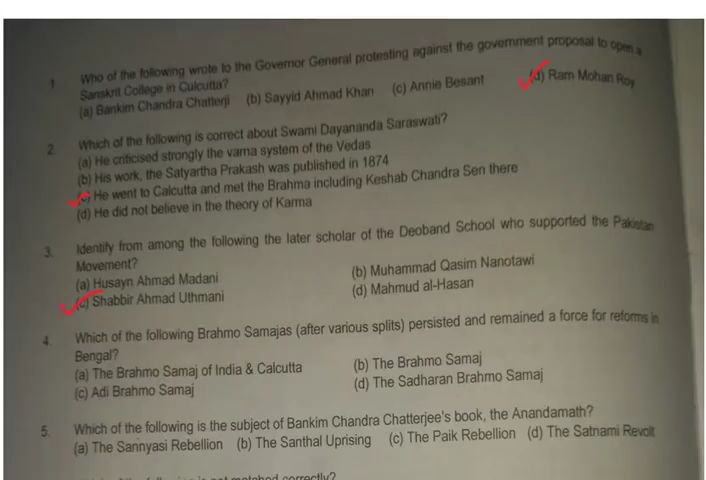 1. Who of the following wrote to the Governor General protesting against the government proposal to open a
Sanskrit College in Culcutta?
(a) Bankim Chandra Chatterji (b) Sayyid Ahmad Khan (c) Annie Besant (d) Ram Mohan Roy
2. Which of the following is correct about Swami Dayananda Saraswati?
(a) He criticised strongly the varna system of the Vedas
(b) His work, the Satyartha Prakash was published in 1874
(c) He went to Calcutta and met the Brahma including Keshab Chandra Sen there
(d) He did not believe in the theory of Karma
3. Identify from among the following the later scholar of the Deoband School who supported the Pakistan
Movement?
(a) Husayn Ahmad Madani (b) Muhammad Qasim Nanotawi
(c) Shabbir Ahmad Uthmani (d) Mahmud al-Hasan
4. Which of the following Brahmo Samajas (after various splits) persisted and remained a force for reforms in
Bengal?
(a) The Brahmo Samaj of India & Calcutta (b) The Brahmo Samaj
(c) Adi Brahmo Samaj (d) The Sadharan Brahmo Samaj
5. Which of the following is the subject of Bankim Chandra Chatterjee's book, the Anandamath?
(a) The Sannyasi Rebellion (b) The Santhal Uprising (c) The Paik Rebellion (d) The Satnami Revolt
not matched correctly?